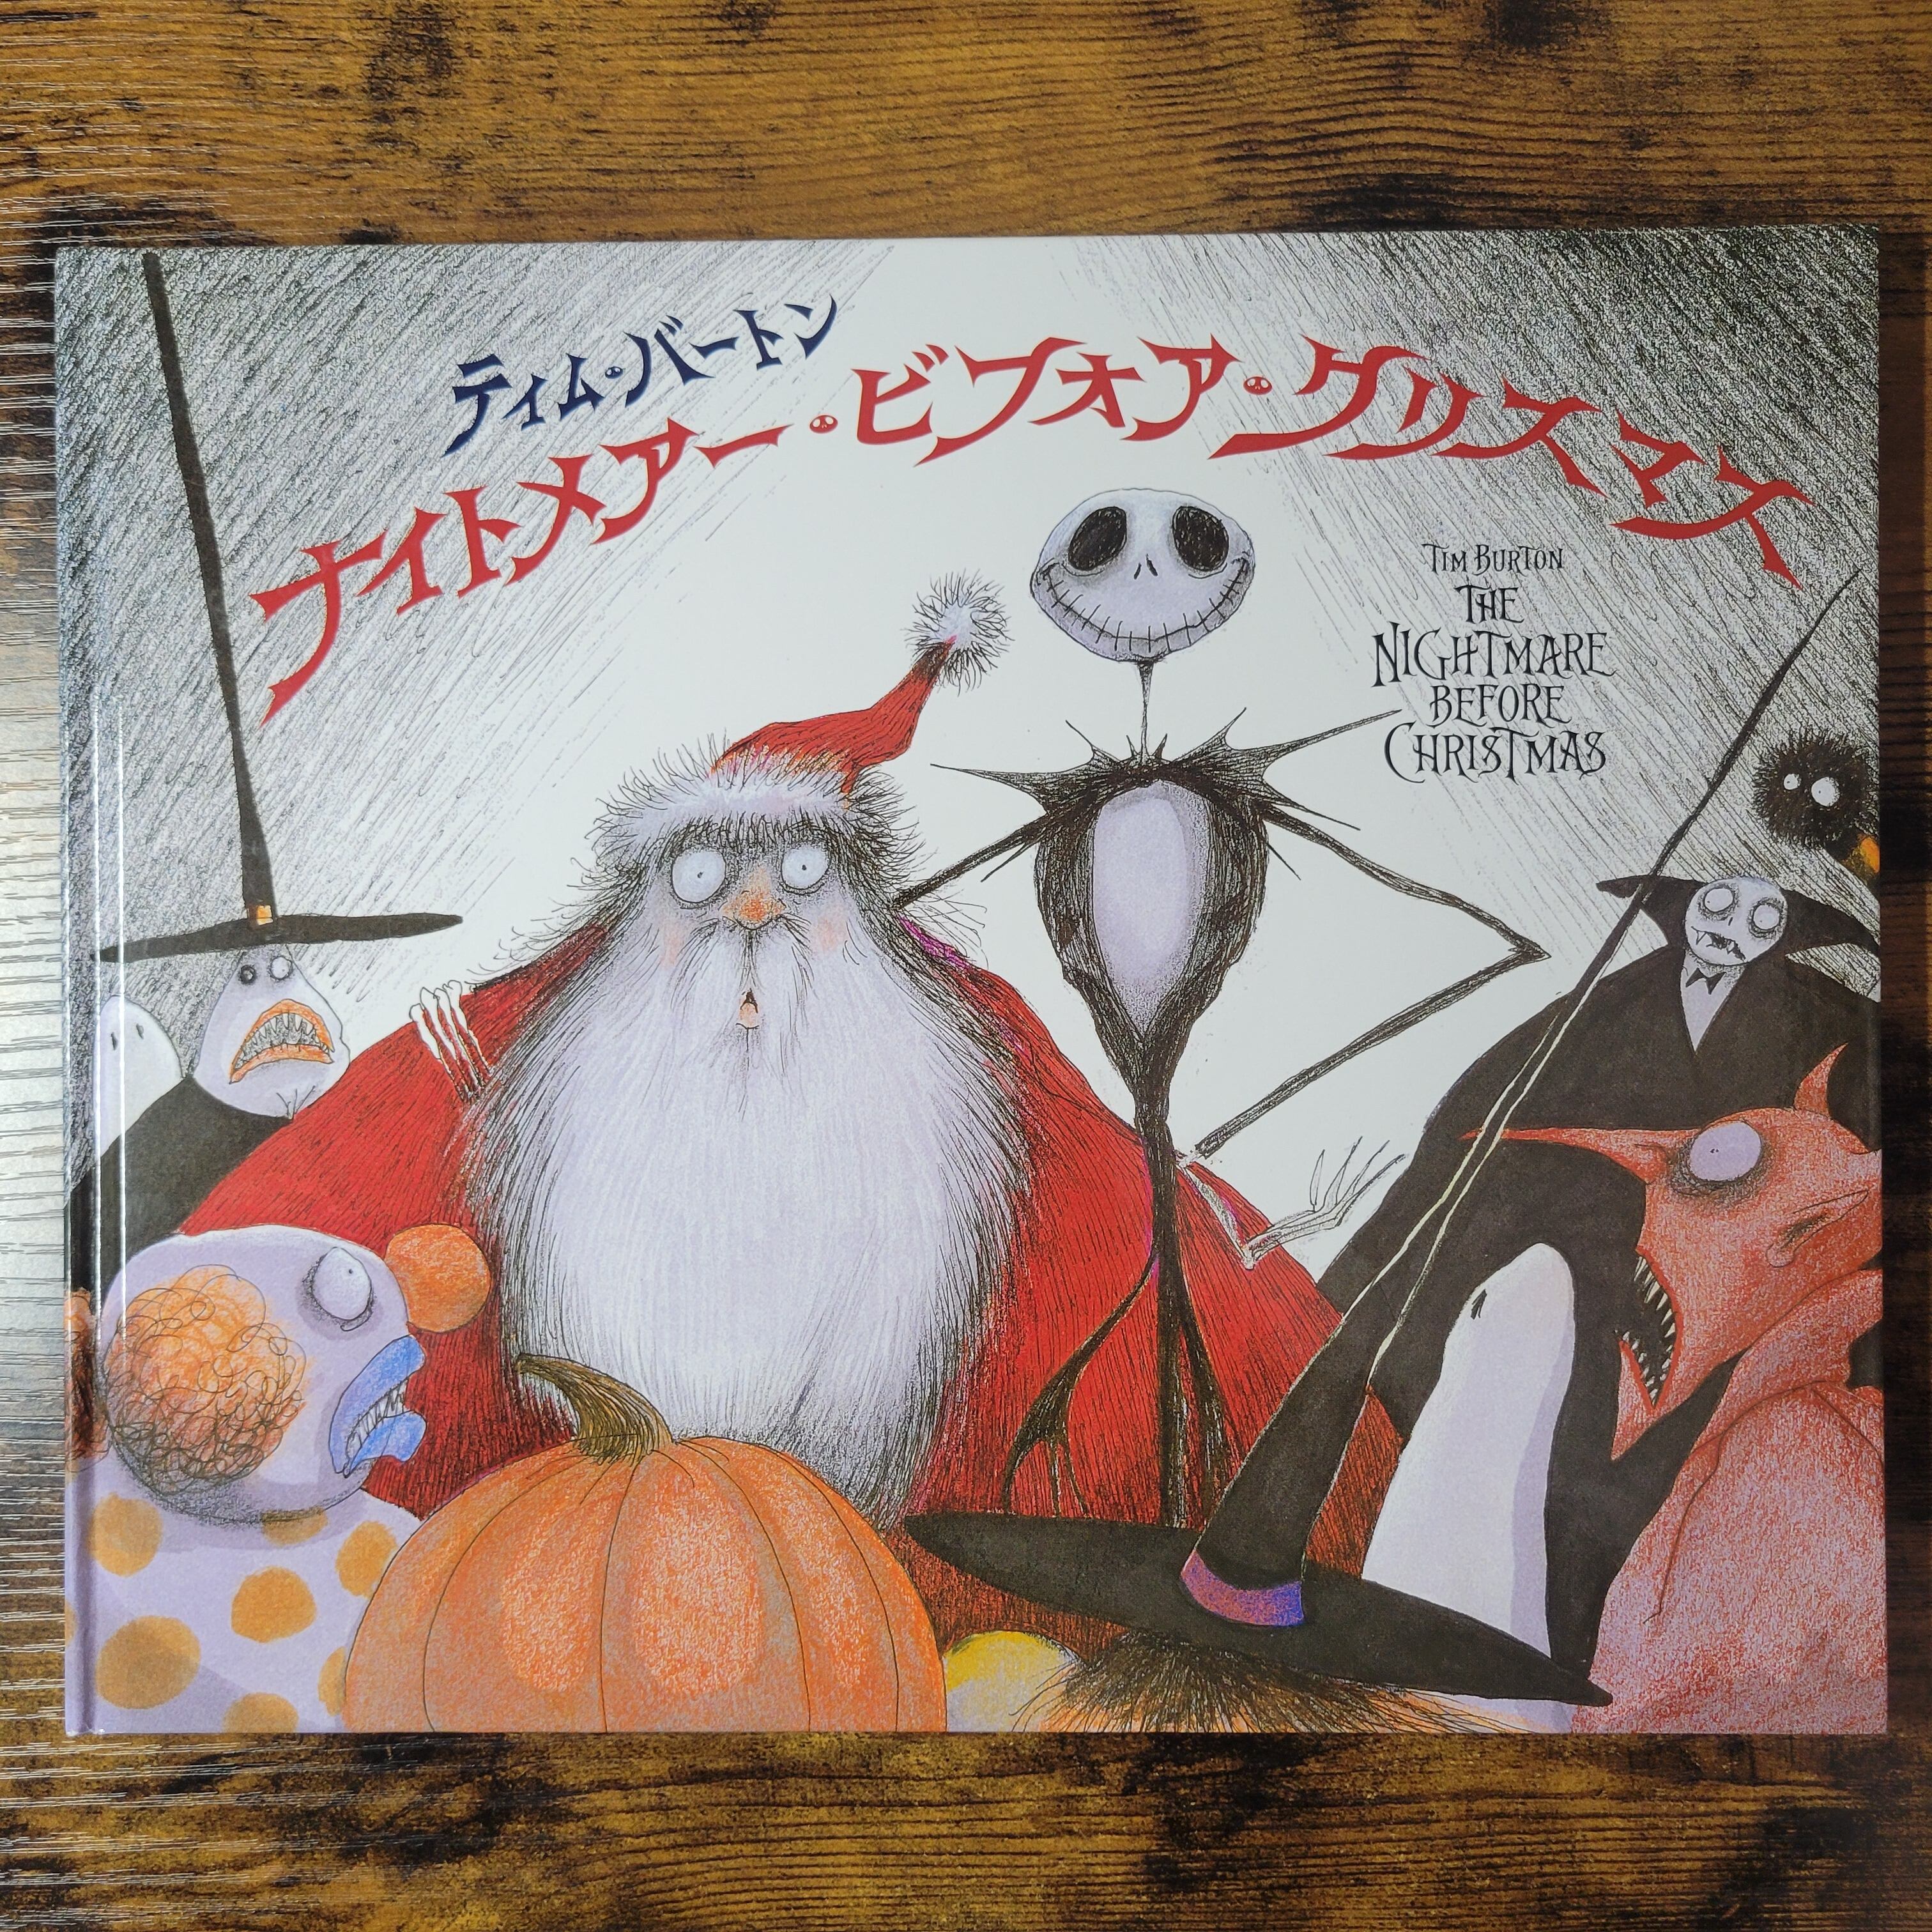 ティム・バートン
ナイトメアー・ビフォア・クリスマス
TIM BURTON
THE
NIGHTMARE
BEFORE
CHRISTMAS